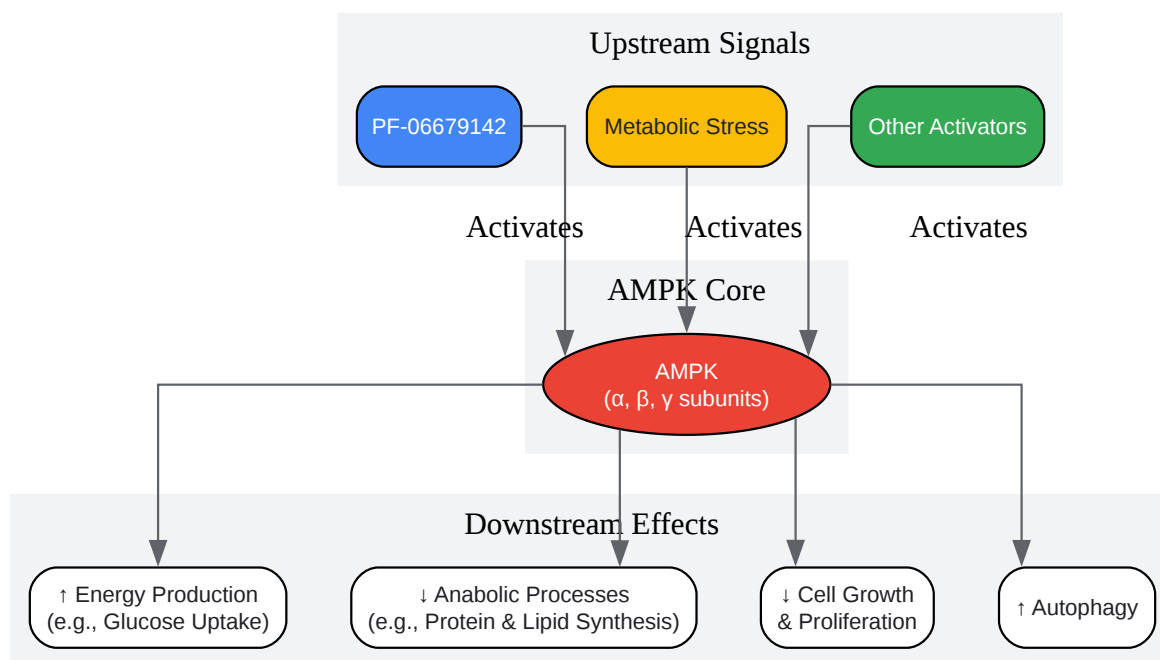 Upstream Signals
PF-06679142
Metabolic Stress
Other Activators
Activates
Activates
Activates
AMPK Core
AMPK
(α, β, γ subunits)
Downstream Effects
↑ Energy Production
(e.g., Glucose Uptake)
↓ Anabolic Processes
(e.g., Protein & Lipid Synthesis)
↓ Cell Growth
& Proliferation
↑ Autophagy